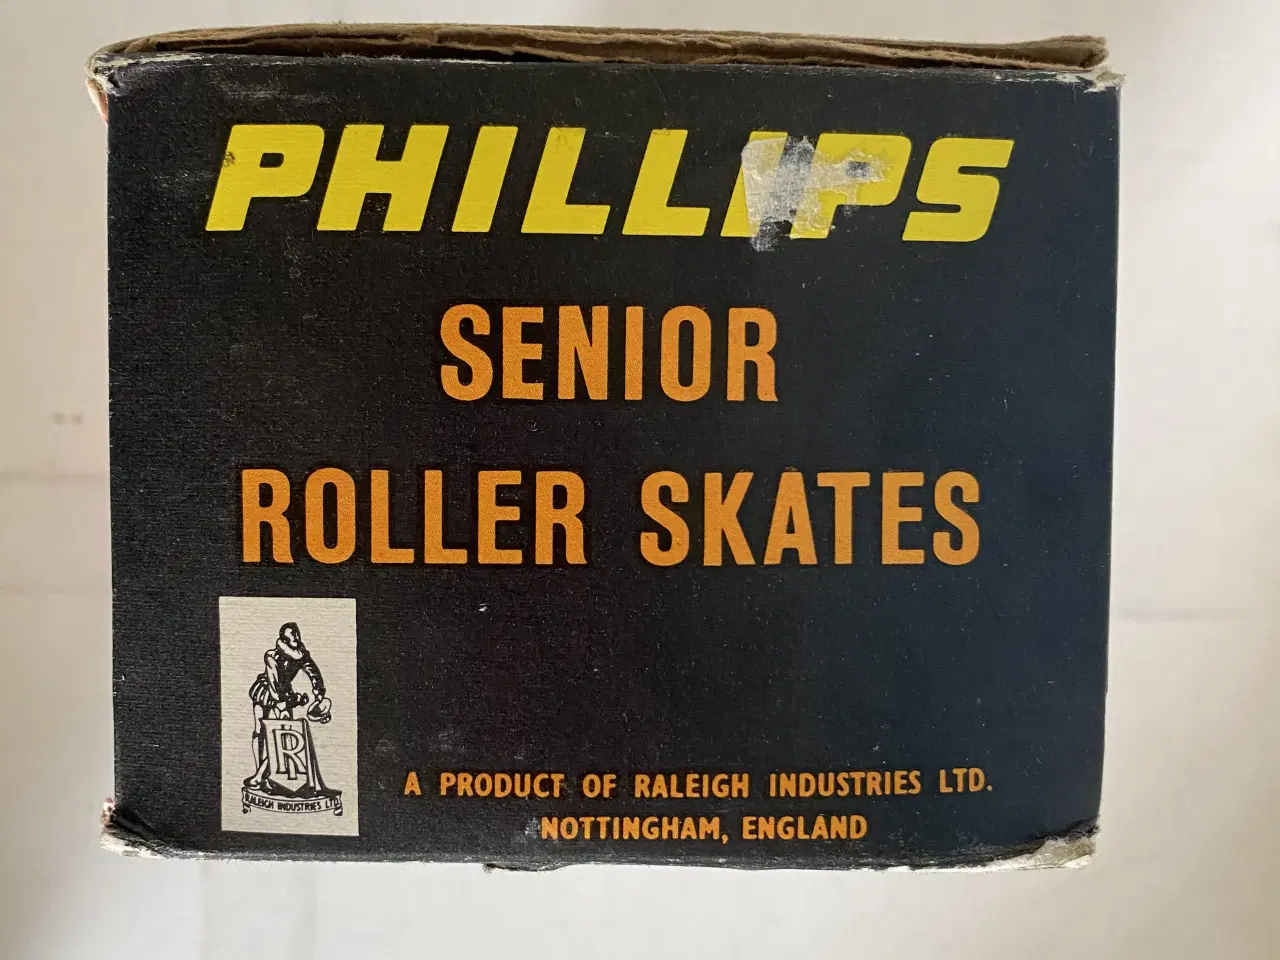 PHILLIPS
SENIOR
ROLLER SKATES
R
RALEIGH INDUSTRIES LTD
A PRODUCT OF RALEIGH INDUSTRIES LTD.
NOTTINGHAM, ENGLAND